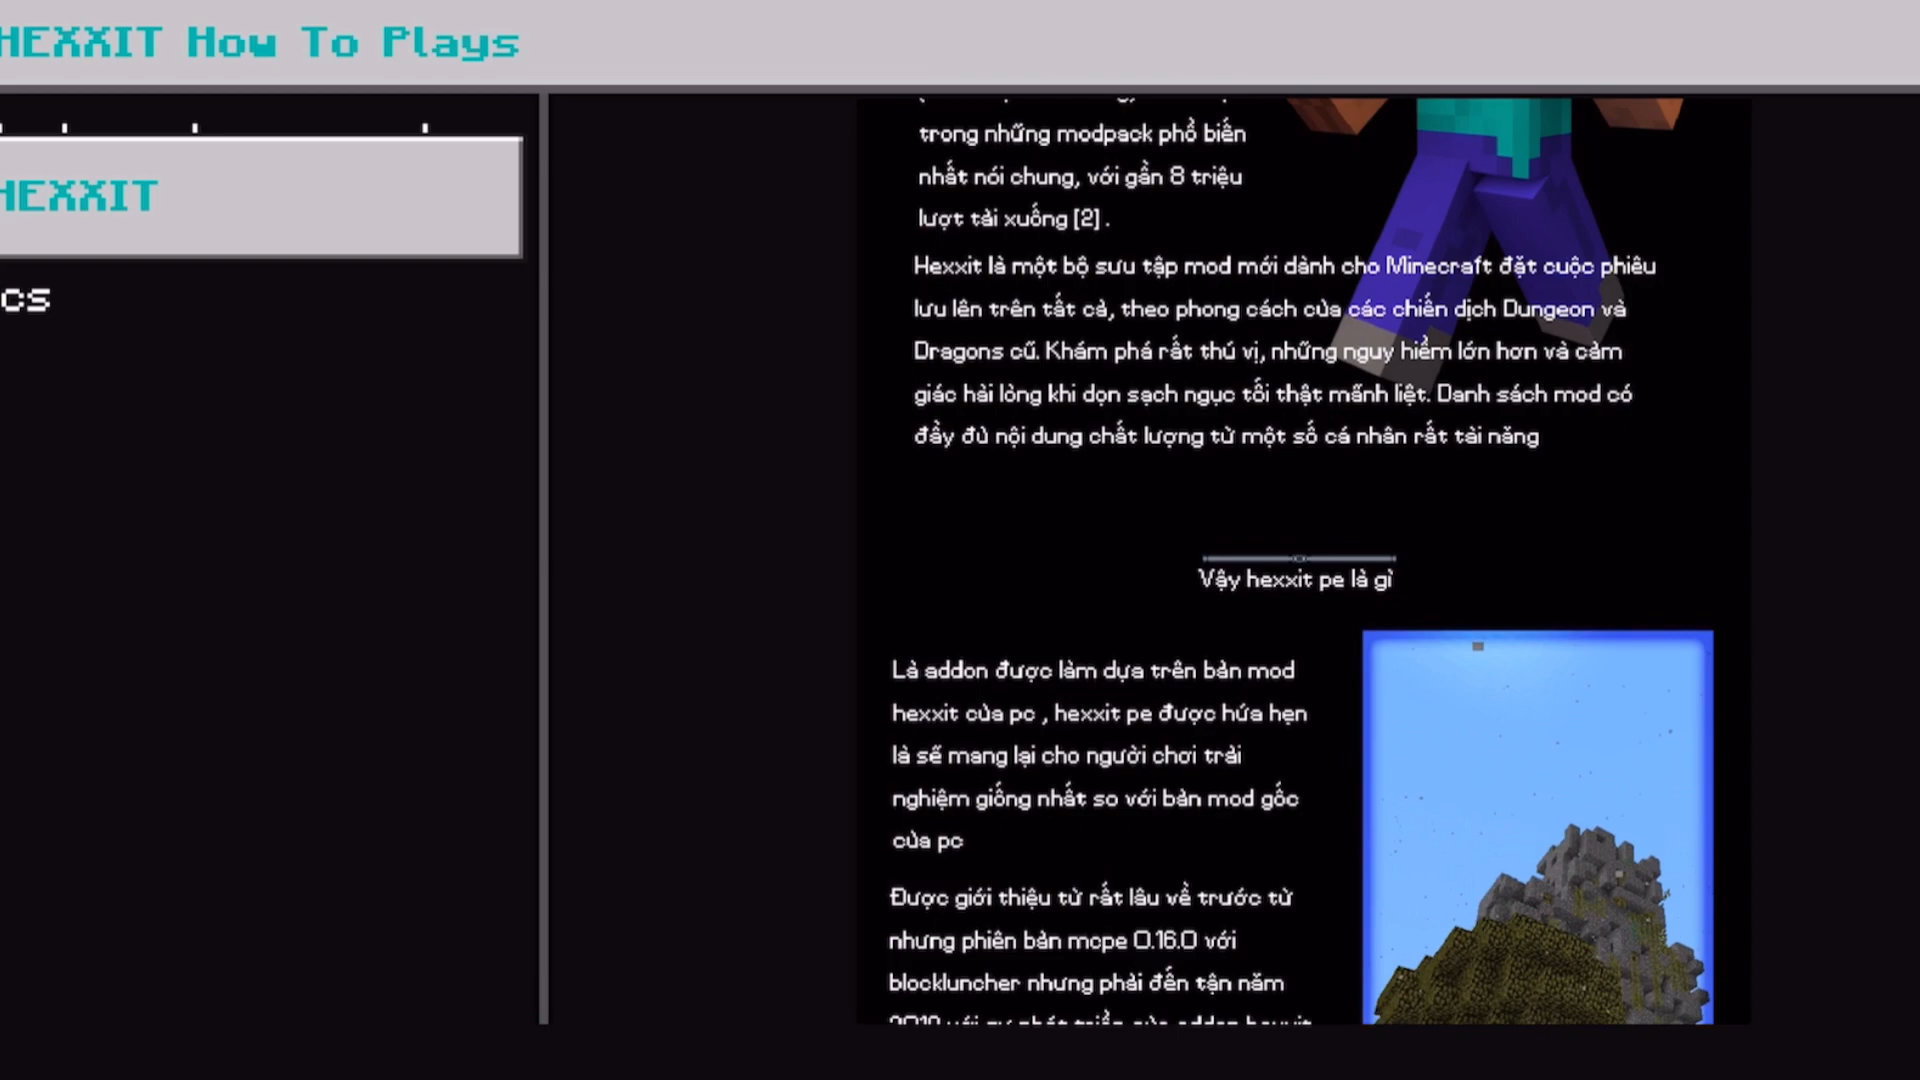 HEXXIT How To Plays
HEXXIT
cs
trong những modpack phổ biến
nhất nói chung, với gần 8 triệu
lượt tải xuống [2] .
Hexxit là một bộ sưu tập mod mới dành cho Minecraft đặt cuộc phiêu
lưu lên trên tất cả, theo phong cách của các chiến dịch Dungeon và
Dragons cũ. Khám phá rất thú vị, những nguy hiểm lớn hơn và cảm
giác hài lòng khi dọn sạch ngục tối thật mãnh liệt. Danh sách mod có
đầy đủ nội dung chất lượng từ một số cá nhân rất tài năng
Vậy hexxit pe là gì
Là addon được làm dựa trên bản mod
hexxit của pc , hexxit pe được hứa hẹn
là sẽ mang lại cho người chơi trải
nghiệm giống nhất so với bản mod gốc
của pc
Được giới thiệu từ rất lâu về trước từ
nhưng phiên bản mcpe 0.16.0 với
blockluncher nhưng phải đến tận năm